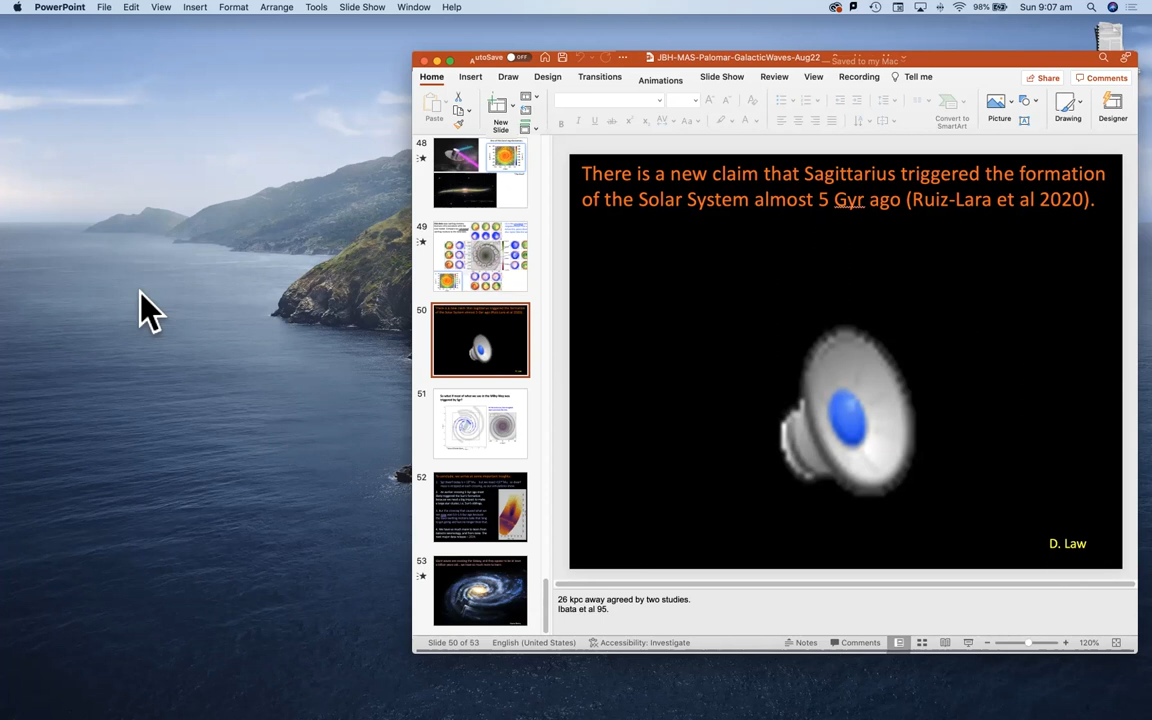 PowerPoint File Edit View Insert Format Arrange Tools Slide Show Window Help 98% Sun 9:07 am
AutoSave OFF JBH-MAS-Palomar-GalacticWaves-Aug22 — Saved to my Mac
Home Insert Draw Design Transitions Animations Slide Show Review View Recording Tell me Share Comments
Paste New Slide Convert to SmartArt Picture Drawing Designer
48
49
50
51
52
53
There is a new claim that Sagittarius triggered the formation
of the Solar System almost 5 Gyr ago (Ruiz-Lara et al 2020).
D. Law
26 kpc away agreed by two studies.
Ibata et al 95.
Slide 50 of 53 English (United States) Accessibility: Investigate Notes Comments 120%